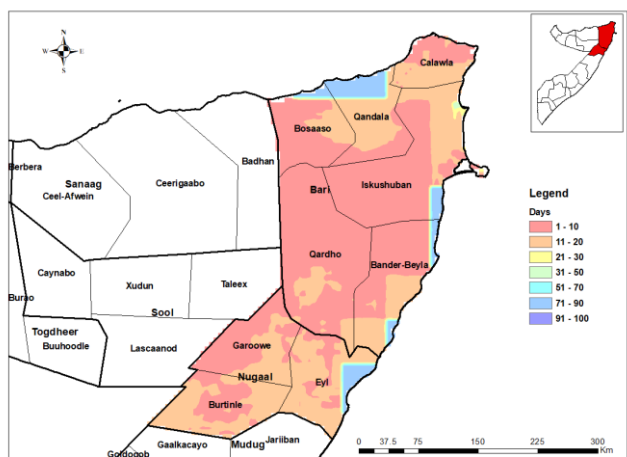 N
W E
S
Calawla
Qandala
Bosaaso
Badhan
Berbera
Sanaag
Ceerigaabo
Ceel-Afwein
Bari
Iskushuban
Qardho
Bander-Beyla
Caynabo
Xudun
Taleex
Burao
Sool
Togdheer
Buuhoodie
Lascaanod
Garoowe
Nugaal
Eyl
Burtinle
Gaalkacayo
Mudug
Jariiban
Goldogob
Legend
Days
1 - 10
11 - 20
21 - 30
31 - 50
51 - 70
71 - 90
91 - 100
0 37.5 75 150 225 300
Km